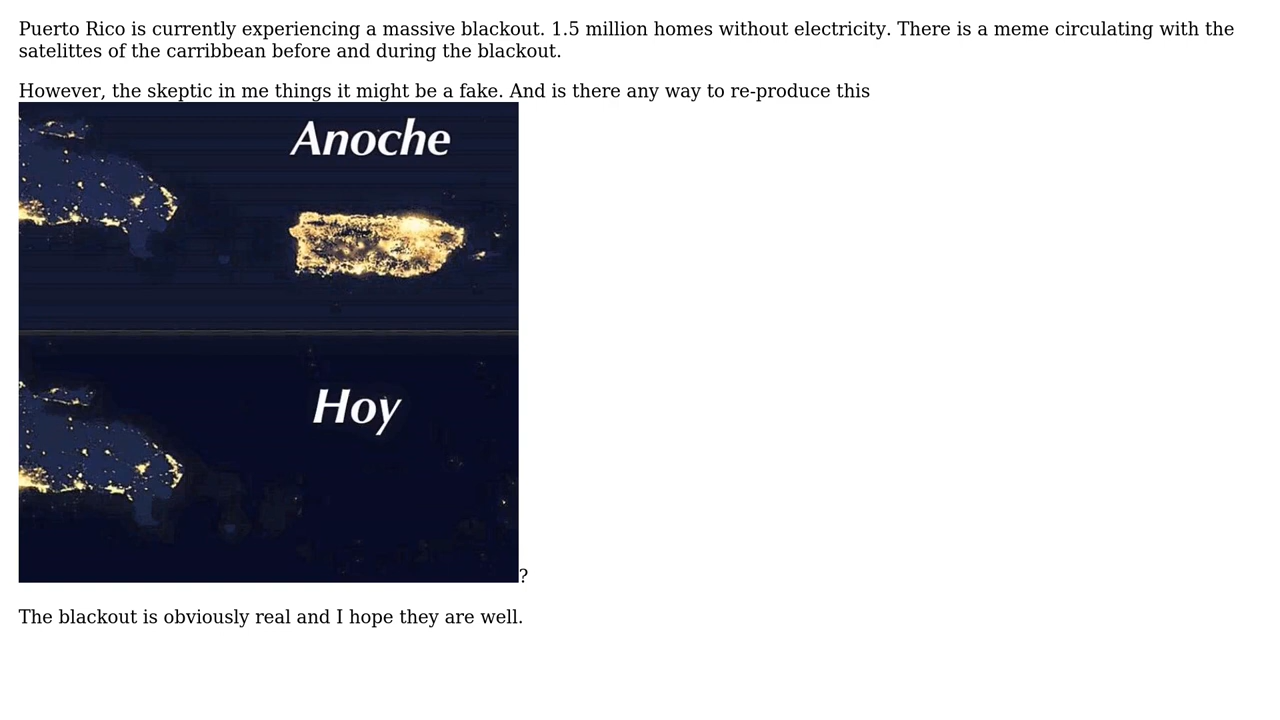 Puerto Rico is currently experiencing a massive blackout. 1.5 million homes without electricity. There is a meme circulating with the
satelittes of the carribbean before and during the blackout.
However, the skeptic in me things it might be a fake. And is there any way to re-produce this
Anoche
Hoy
?
The blackout is obviously real and I hope they are well.